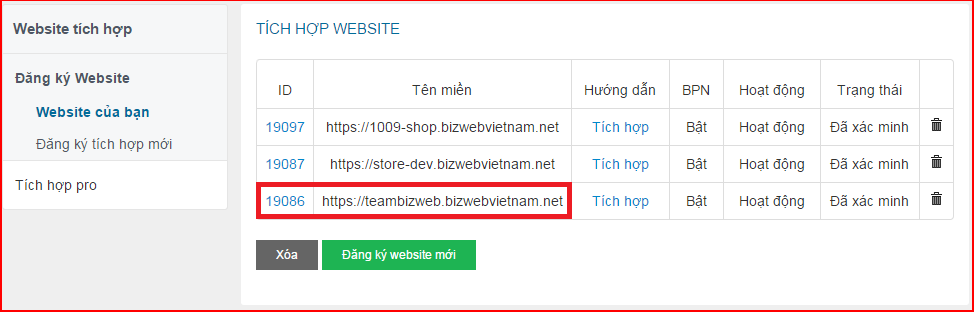 Website tích hợp
Đăng ký Website
Website của bạn
Đăng ký tích hợp mới
Tích hợp pro
TÍCH HỢP WEBSITE
ID Tên miền Hướng dẫn BPN Hoạt động Trạng thái
19097 https://1009-shop.bizwebvietnam.net Tích hợp Bật Hoạt động Đã xác minh
19087 https://store-dev.bizwebvietnam.net Tích hợp Bật Hoạt động Đã xác minh
19086 https://teambizweb.bizwebvietnam.net Tích hợp Bật Hoạt động Đã xác minh
Xóa Đăng ký website mới